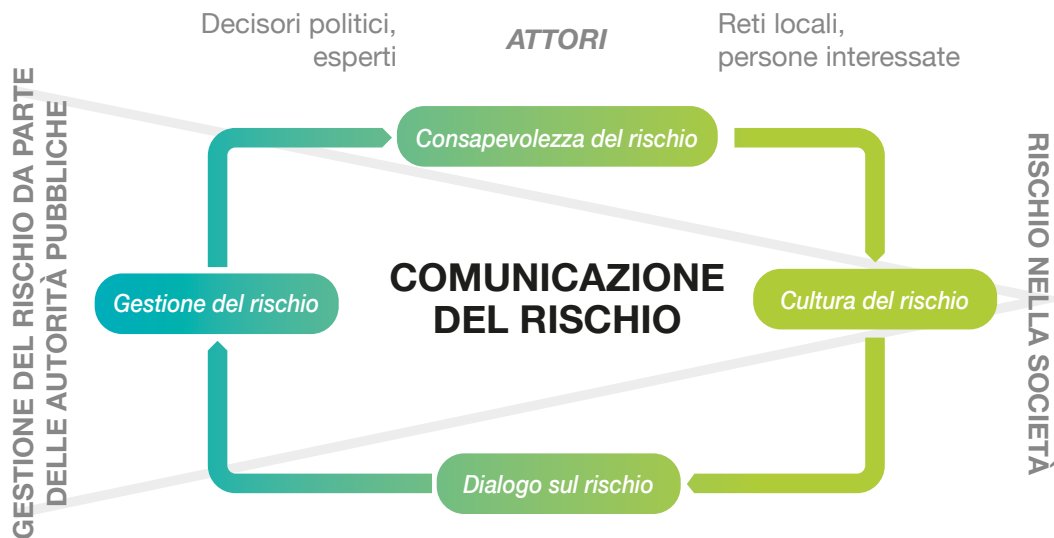 Decisori politici,
esperti
ATTORI
Reti locali,
persone interessate
GESTIONE DEL RISCHIO DA PARTE
DELLE AUTORITÀ PUBBLICHE
Consapevolezza del rischio
RISCHIO NELLA SOCIETÀ
Gestione del rischio
COMUNICAZIONE
DEL RISCHIO
Cultura del rischio
Dialogo sul rischio